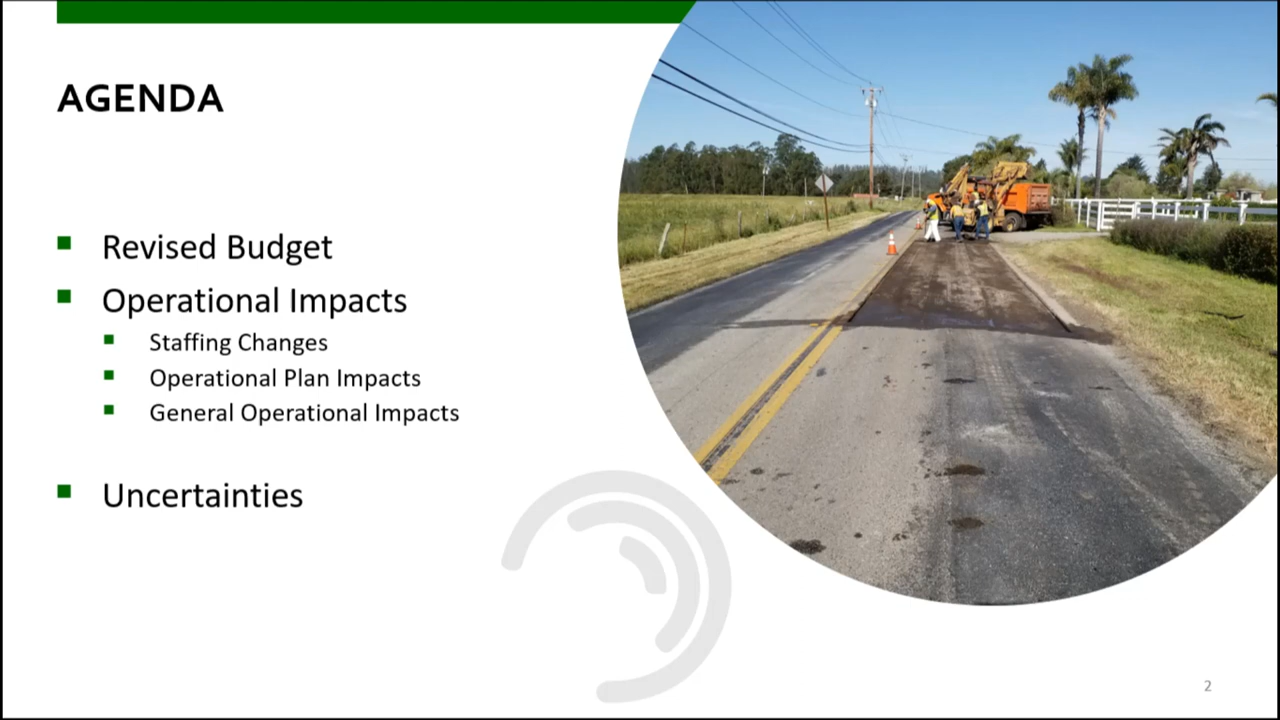 AGENDA
Revised Budget
Operational Impacts
Staffing Changes
Operational Plan Impacts
General Operational Impacts
Uncertainties
2